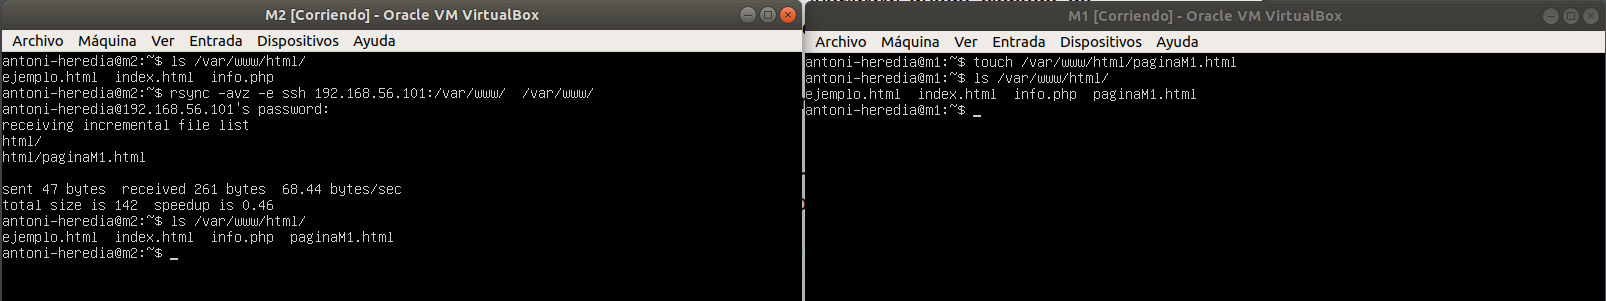 M2 [Corriendo] - Oracle VM VirtualBox
Archivo Máquina Ver Entrada Dispositivos Ayuda
antoni-heredia@m2:~$ ls /var/www/html/
ejemplo.html  index.html  info.php
antoni-heredia@m2:~$ rsync -avz -e ssh 192.168.56.101:/var/www/  /var/www/
antoni-heredia@192.168.56.101's password:
receiving incremental file list
html/
html/paginaM1.html
sent 47 bytes  received 261 bytes  68.44 bytes/sec
total size is 142  speedup is 0.46
antoni-heredia@m2:~$ ls /var/www/html/
ejemplo.html  index.html  info.php  paginaM1.html
antoni-heredia@m2:~$ _
M1 [Corriendo] - Oracle VM VirtualBox
Archivo Máquina Ver Entrada Dispositivos Ayuda
antoni-heredia@m1:~$ touch /var/www/html/paginaM1.html
antoni-heredia@m1:~$ ls /var/www/html/
ejemplo.html  index.html  info.php  paginaM1.html
antoni-heredia@m1:~$ _